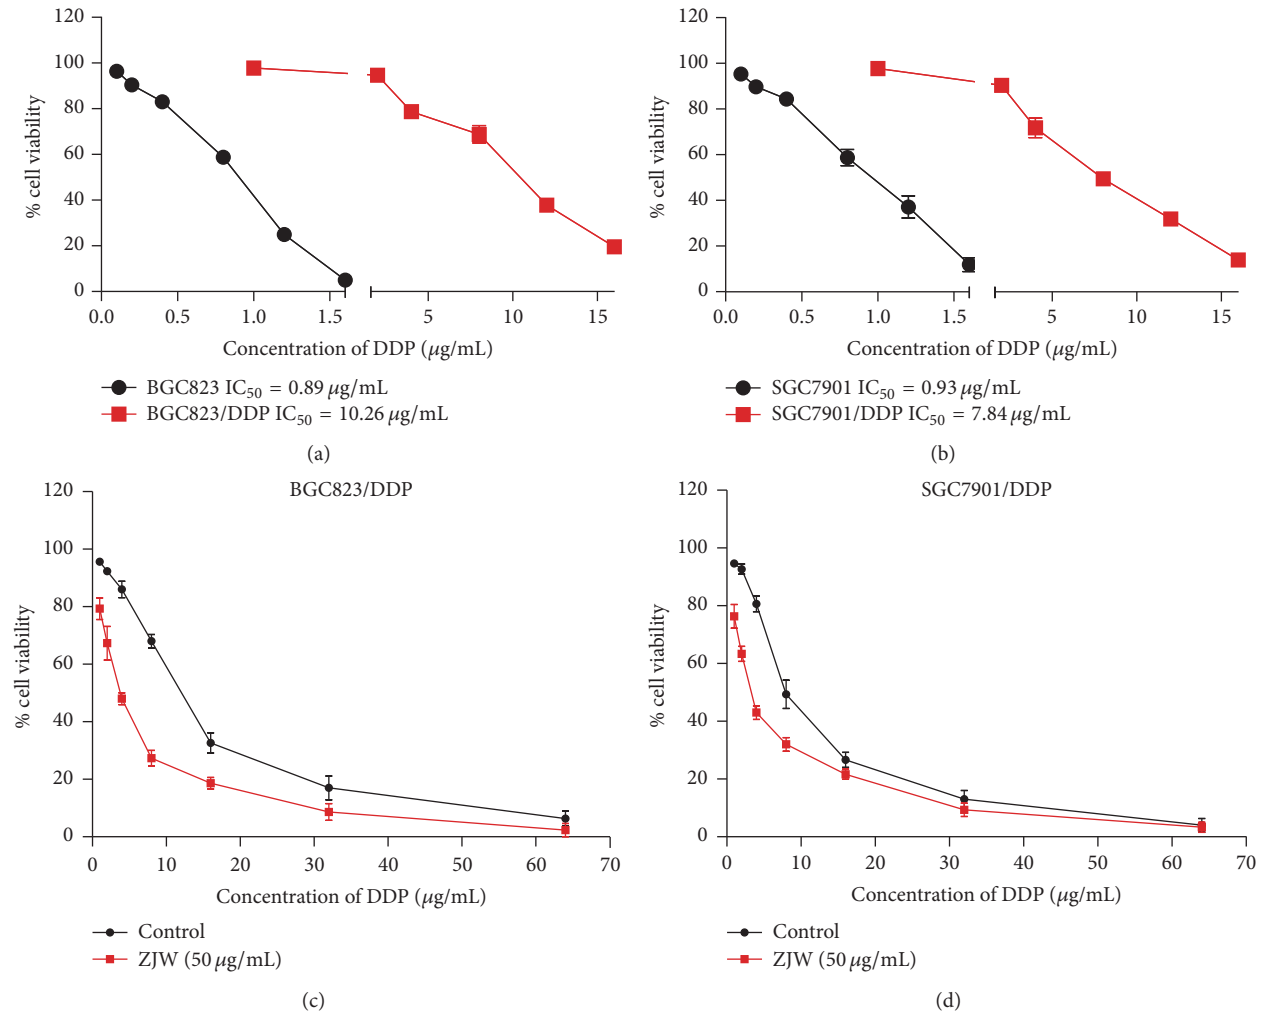 120
100
80
60
40
20
0
% cell viability
0.0 0.5 1.0 1.5 5 10 15
Concentration of DDP (μg/mL)
BGC823 IC50 = 0.89 μg/mL
BGC823/DDP IC50 = 10.26 μg/mL
(a)
120
100
80
60
40
20
0
% cell viability
0.0 0.5 1.0 1.5 5 10 15
Concentration of DDP (μg/mL)
SGC7901 IC50 = 0.93 μg/mL
SGC7901/DDP IC50 = 7.84 μg/mL
(b)
BGC823/DDP
120
100
80
60
40
20
0
% cell viability
0 10 20 30 40 50 60 70
Concentration of DDP (μg/mL)
Control
ZJW (50 μg/mL)
(c)
SGC7901/DDP
120
100
80
60
40
20
0
% cell viability
0 10 20 30 40 50 60 70
Concentration of DDP (μg/mL)
Control
ZJW (50 μg/mL)
(d)